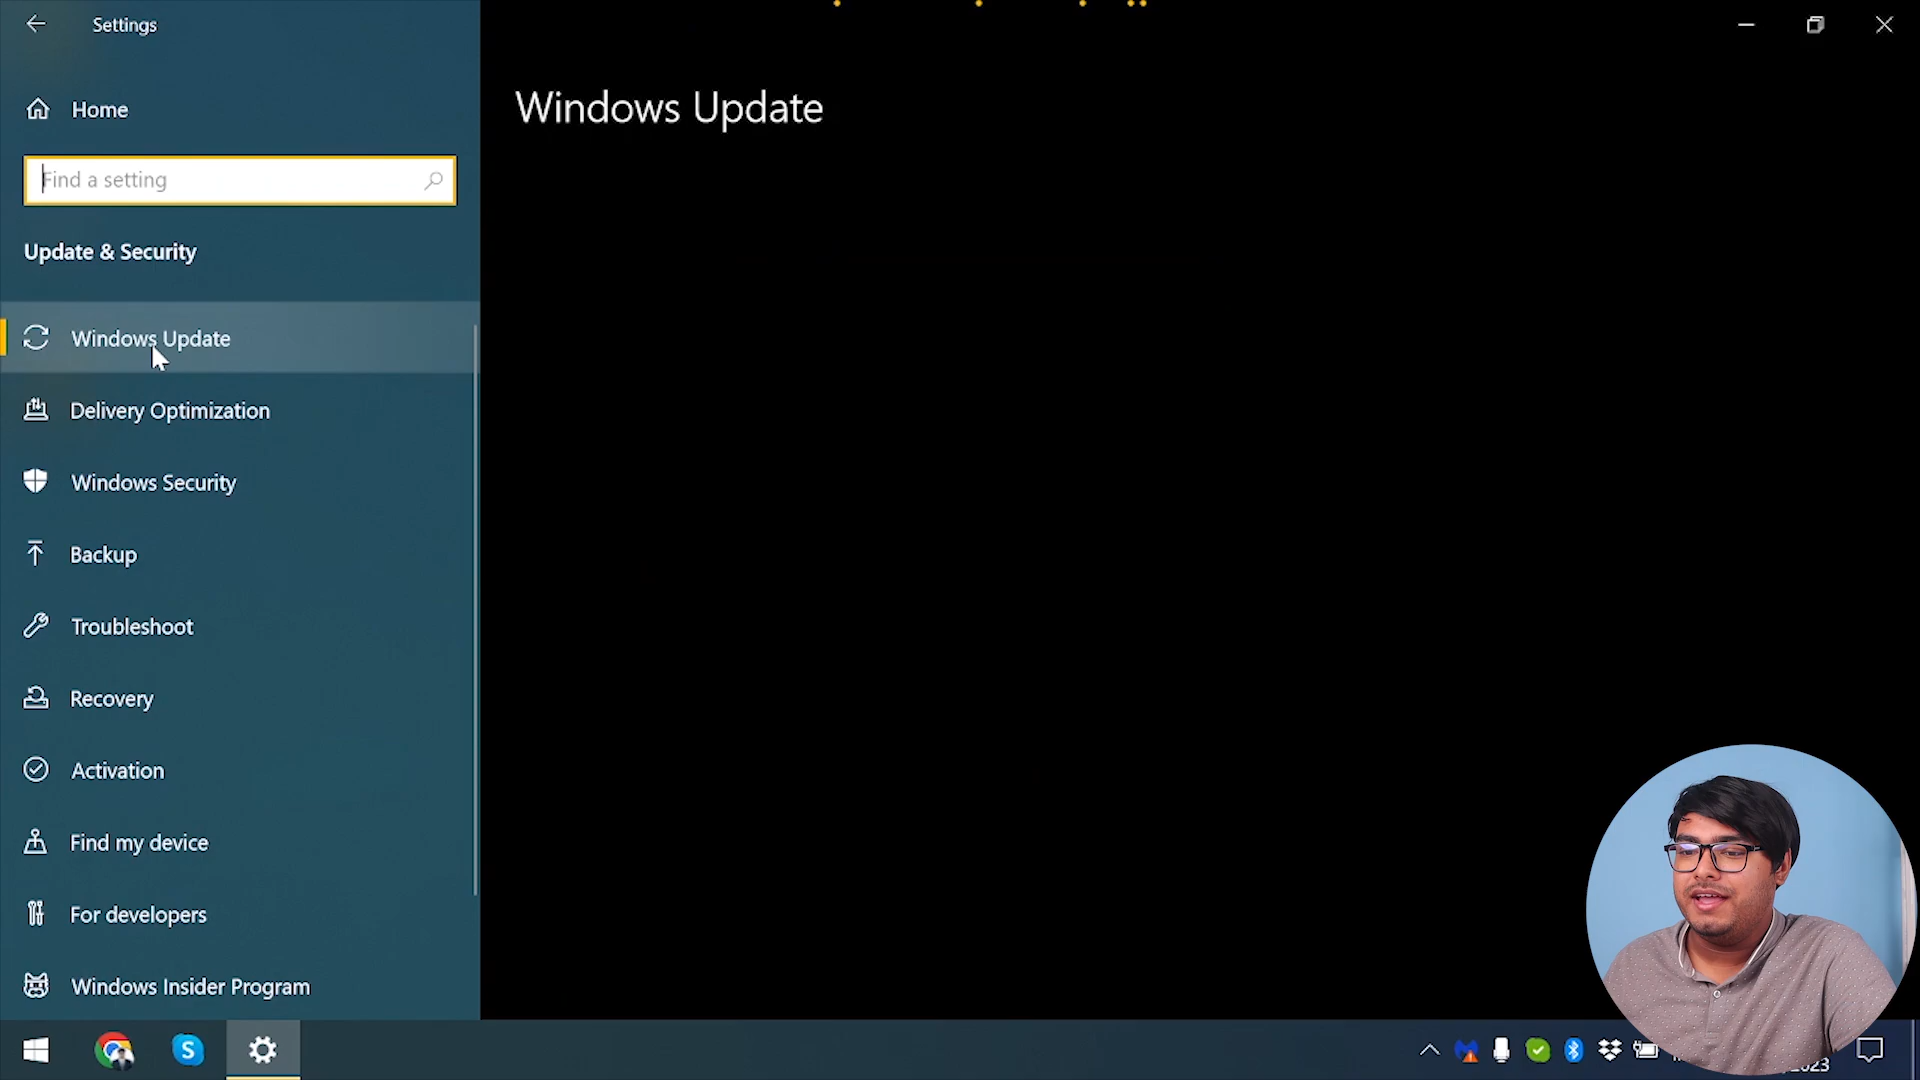 Settings
Home
Find a setting
Update & Security
Windows Update
Delivery Optimization
Windows Security
Backup
Troubleshoot
Recovery
Activation
Find my device
For developers
Windows Insider Program
Windows Update